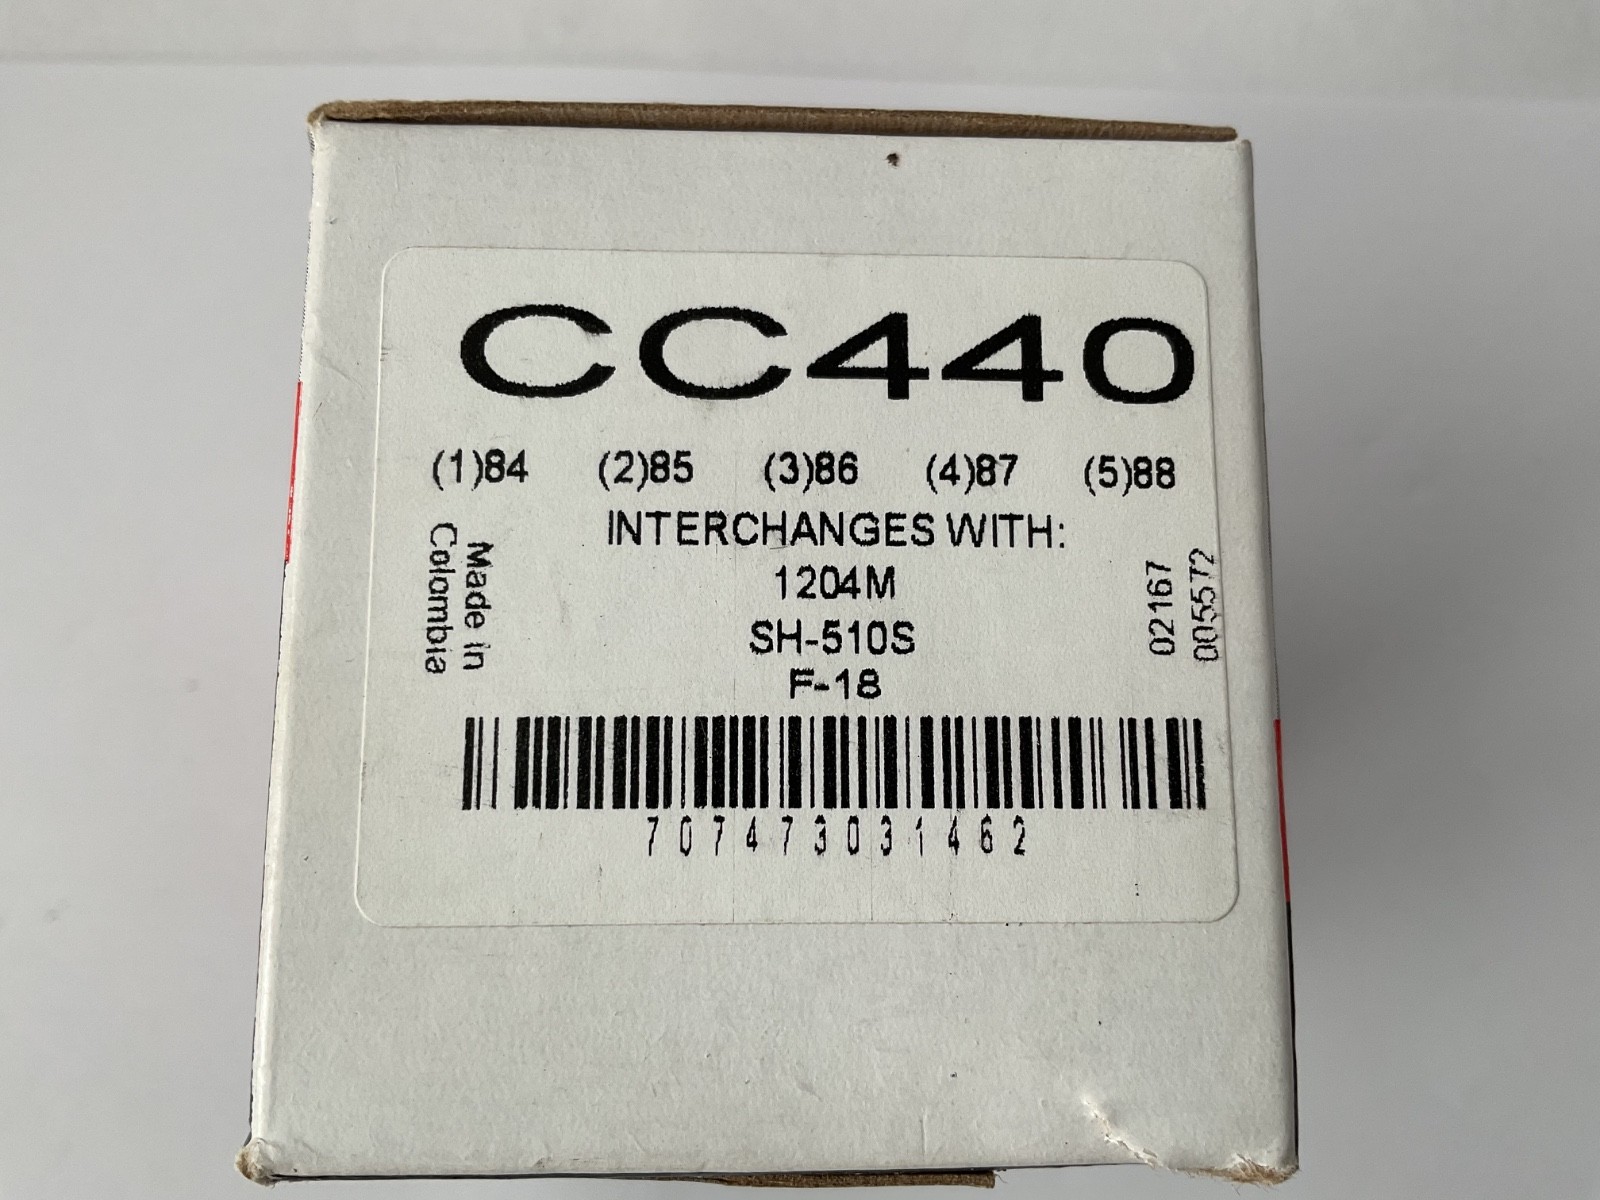 CC440
(1)84 (2)85 (3)86 (4)87 (5)88
INTERCHANGES WITH:
1204M
SH-510S
F-18
Made in
Colombia
02167
005572
707473031462